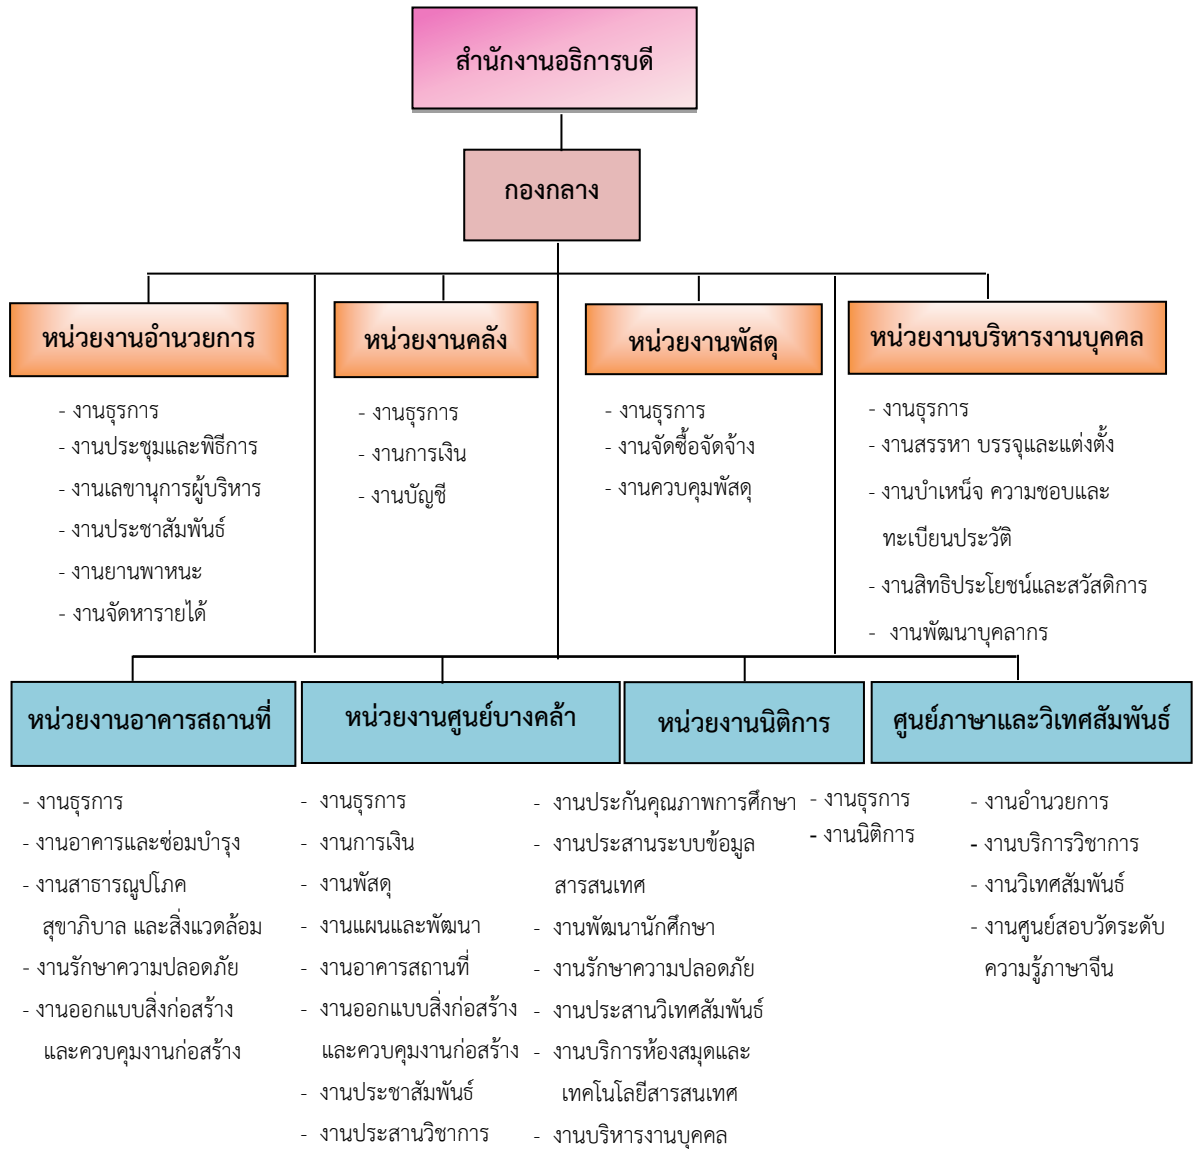 สำนักงานอธิการบดี
กองกลาง
หน่วยงานอำนวยการ
- งานธุรการ
- งานประชุมและพิธีการ
- งานเลขานุการผู้บริหาร
- งานประชาสัมพันธ์
- งานยานพาหนะ
- งานจัดหารายได้
หน่วยงานคลัง
- งานธุรการ
- งานการเงิน
- งานบัญชี
หน่วยงานพัสดุ
- งานธุรการ
- งานจัดซื้อจัดจ้าง
- งานควบคุมพัสดุ
หน่วยงานบริหารงานบุคคล
- งานธุรการ
- งานสรรหา บรรจุและแต่งตั้ง
- งานบำเหน็จ ความชอบและ
ทะเบียนประวัติ
- งานสิทธิประโยชน์และสวัสดิการ
- งานพัฒนาบุคลากร
หน่วยงานอาคารสถานที่
- งานธุรการ
- งานอาคารและซ่อมบำรุง
- งานสาธารณูปโภค
สุขาภิบาล และสิ่งแวดล้อม
- งานรักษาความปลอดภัย
- งานออกแบบสิ่งก่อสร้าง
และควบคุมงานก่อสร้าง
หน่วยงานศูนย์บางคล้า
- งานธุรการ
- งานการเงิน
- งานพัสดุ
- งานแผนและพัฒนา
- งานอาคารสถานที่
- งานออกแบบสิ่งก่อสร้าง
และควบคุมงานก่อสร้าง
- งานประชาสัมพันธ์
- งานประสานวิชาการ
- งานประกันคุณภาพการศึกษา
- งานประสานระบบข้อมูล
สารสนเทศ
- งานพัฒนานักศึกษา
- งานรักษาความปลอดภัย
- งานประสานวิเทศสัมพันธ์
- งานบริการห้องสมุดและ
เทคโนโลยีสารสนเทศ
- งานบริหารงานบุคคล
หน่วยงานนิติการ
- งานธุรการ
- งานนิติการ
ศูนย์ภาษาและวิเทศสัมพันธ์
- งานอำนวยการ
- งานบริการวิชาการ
- งานวิเทศสัมพันธ์
- งานศูนย์สอบวัดระดับ
ความรู้ภาษาจีน